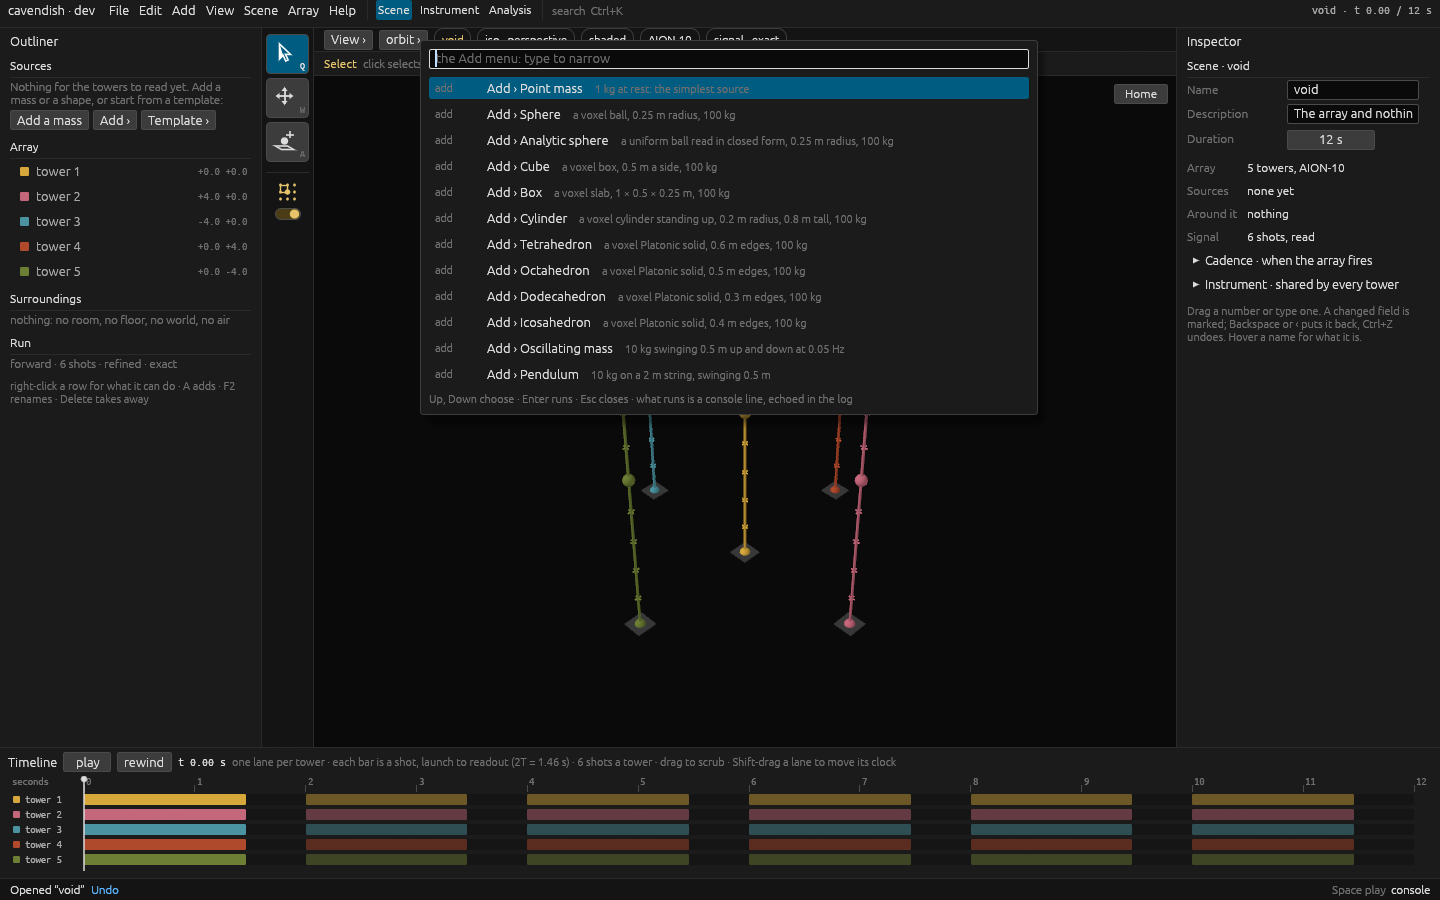 cavendish · dev File Edit Add View Scene Array Help Scene Instrument Analysis search Ctrl+K void · t 0.00 / 12 s
Outliner
Sources
Nothing for the towers to read yet. Add a
mass or a shape, or start from a template:
Add a mass Add › Template ›
Array
tower 1 +0.0 +0.0
tower 2 +4.0 +0.0
tower 3 -4.0 +0.0
tower 4 +0.0 +4.0
tower 5 +0.0 -4.0
Surroundings
nothing: no room, no floor, no world, no air
Run
forward · 6 shots · refined · exact
right-click a row for what it can do · A adds · F2
renames · Delete takes away
Q
W
A
View › orbit › void iso perspective shaded AION-10 signal exact
Select click selects
Home
the Add menu: type to narrow
add Add › Point mass 1 kg at rest: the simplest source
add Add › Sphere a voxel ball, 0.25 m radius, 100 kg
add Add › Analytic sphere a uniform ball read in closed form, 0.25 m radius, 100 kg
add Add › Cube a voxel box, 0.5 m a side, 100 kg
add Add › Box a voxel slab, 1 × 0.5 × 0.25 m, 100 kg
add Add › Cylinder a voxel cylinder standing up, 0.2 m radius, 0.8 m tall, 100 kg
add Add › Tetrahedron a voxel Platonic solid, 0.6 m edges, 100 kg
add Add › Octahedron a voxel Platonic solid, 0.5 m edges, 100 kg
add Add › Dodecahedron a voxel Platonic solid, 0.3 m edges, 100 kg
add Add › Icosahedron a voxel Platonic solid, 0.4 m edges, 100 kg
add Add › Oscillating mass 10 kg swinging 0.5 m up and down at 0.05 Hz
add Add › Pendulum 10 kg on a 2 m string, swinging 0.5 m
Up, Down choose · Enter runs · Esc closes · what runs is a console line, echoed in the log
Inspector
Scene · void
Name void
Description The array and nothin
Duration 12 s
Array 5 towers, AION-10
Sources none yet
Around it nothing
Signal 6 shots, read
Cadence · when the array fires
Instrument · shared by every tower
Drag a number or type one. A changed field is
marked; Backspace or ‹ puts it back, Ctrl+Z
undoes. Hover a name for what it is.
Timeline play rewind t 0.00 s one lane per tower · each bar is a shot, launch to readout (2T = 1.46 s) · 6 shots a tower · drag to scrub · Shift-drag a lane to move its clock
seconds 0 1 2 3 4 5 6 7 8 9 10 11 12
tower 1
tower 2
tower 3
tower 4
tower 5
Opened "void" Undo Space play console